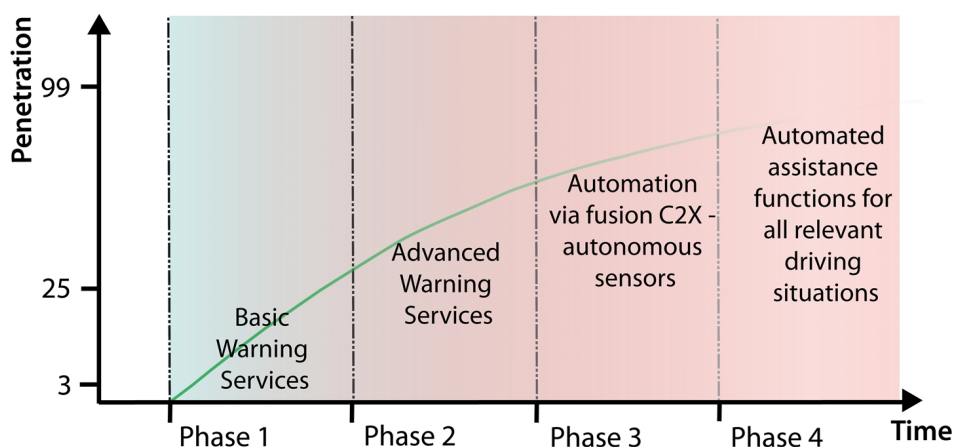 Penetration
99
25
3
Basic
Warning
Services
Advanced
Warning
Services
Automation
via fusion C2X -
autonomous
sensors
Automated
assistance
functions for
all relevant
driving
situations
Phase 1
Phase 2
Phase 3
Phase 4
Time